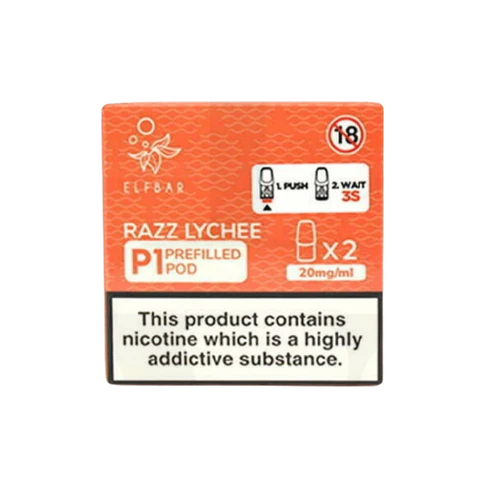 18
ELFBAR
1. PUSH
2. WAIT
3S
RAZZ LYCHEE
P1 PREFILLED
POD
X2
20mg/ml
This product contains
nicotine which is a highly
addictive substance.